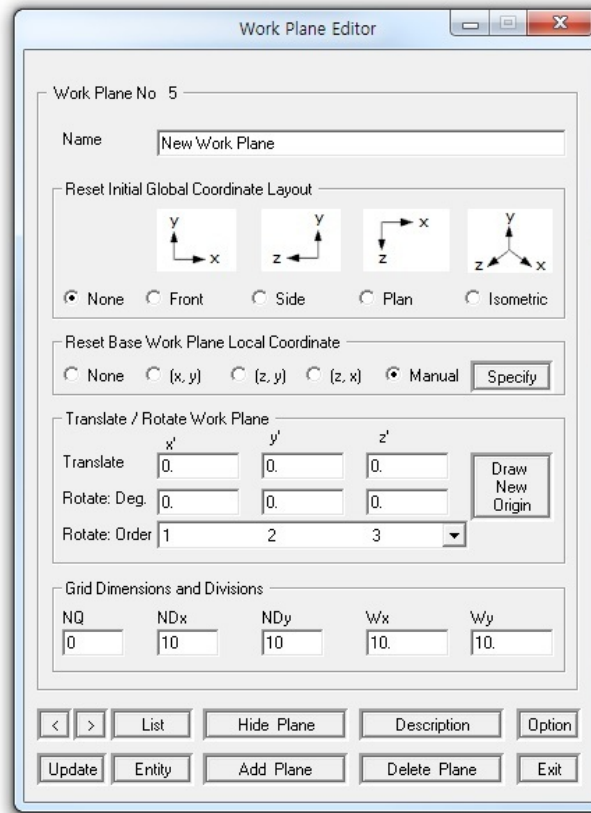 Work Plane Editor
Work Plane No 5
Name New Work Plane
Reset Initial Global Coordinate Layout
y x y z x z y z x
None Front Side Plan Isometric
Reset Base Work Plane Local Coordinate
None (x, y) (z, y) (z, x) Manual Specify
Translate / Rotate Work Plane
x' y' z'
Translate 0. 0. 0.
Rotate: Deg. 0. 0. 0.
Draw
New
Origin
Rotate: Order 1 2 3
Grid Dimensions and Divisions
NQ NDx NDy Wx Wy
0 10 10 10. 10.
< > List Hide Plane Description Option
Update Entity Add Plane Delete Plane Exit